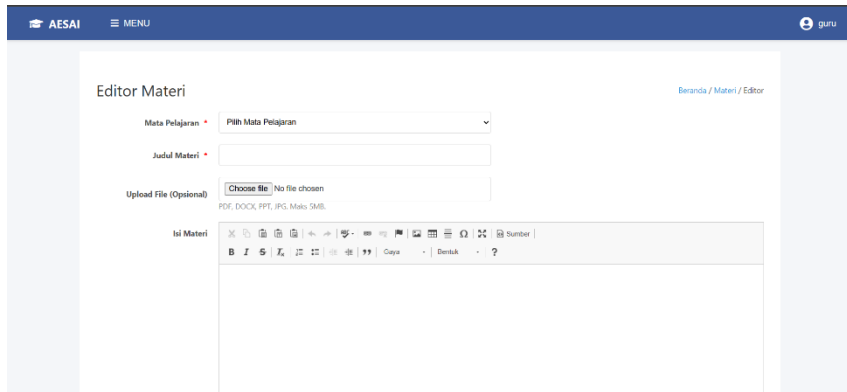 AESAI ≡ MENU guru
Editor Materi Beranda / Materi / Editor
Mata Pelajaran * Pilih Mata Pelajaran
Judul Materi *
Upload File (Opsional) Choose file No file chosen
PDF, DOCX, PPT, JPG. Maks 5MB.
Isi Materi Ω Sumber
B I S Tx Gaya Bentuk ?